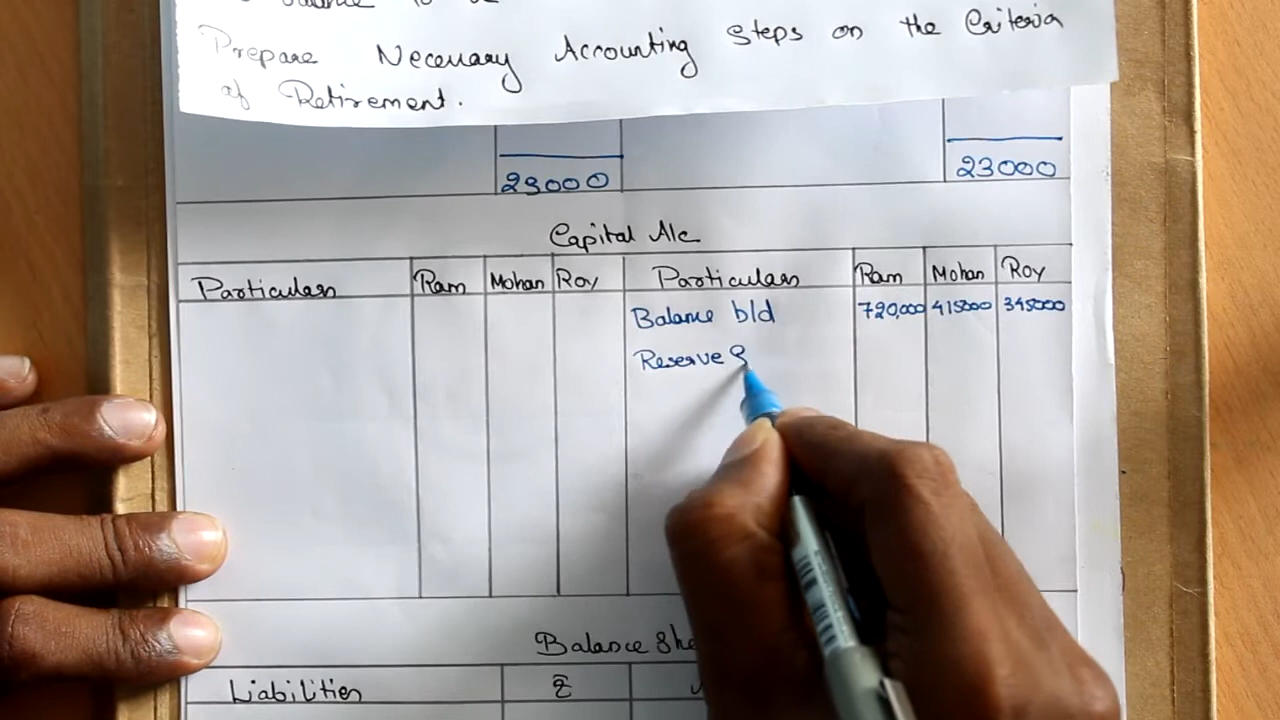 Prepare Necessary Accounting Steps on the Criteria
of Retirement.
23000 23000
Capital A/c
Particulars Ram Mohan Roy Particulars Ram Mohan Roy
Balance b/d 720,000 415000 345000
Reserve
Balance She
Liabilities ₹